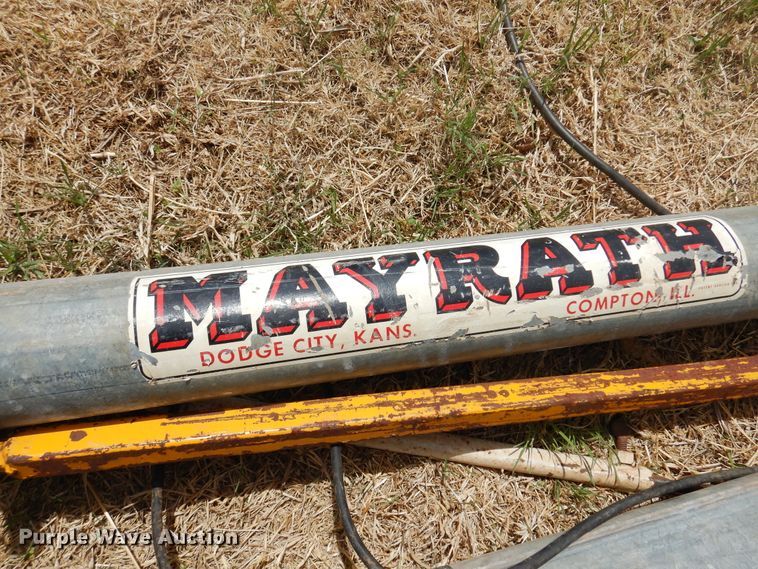 MAYRATH
DODGE CITY, KANS.
COMPTON, ILL.
Purple Wave Auction